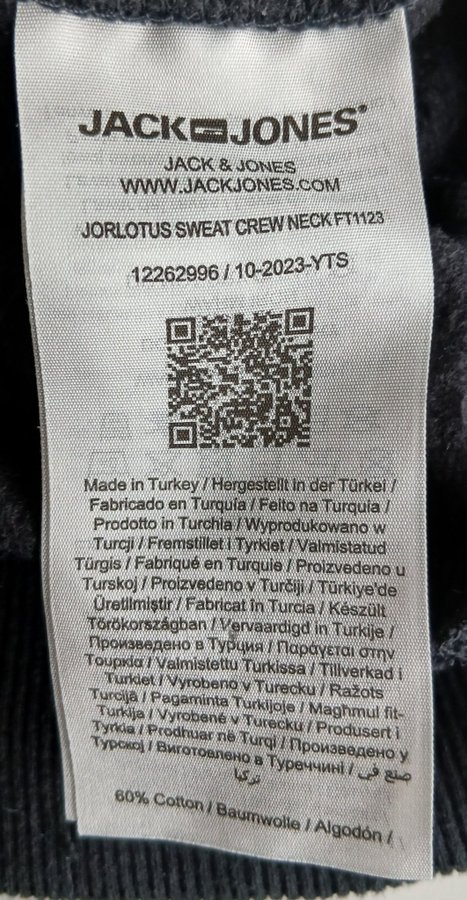 JACK JONES®
JACK & JONES
WWW.JACKJONES.COM
JORLOTUS SWEAT CREW NECK FT1123
12262996 / 10-2023-YTS
Made in Turkey / Hergestellt in der Türkei /
Fabricado en Turquía / Feito na Turquia /
Prodotto in Turchia / Wyprodukowano w
Turcji / Fremstillet i Tyrkiet / Valmistatud
Türgis / Fabriqué en Turquie / Proizvedeno u
Turskoj / Proizvedeno v Turčiji / Türkiye'de
Üretilmiştir / Fabricat în Turcia / Készült
Törökországban / Vervaardigd in Turkije /
Произведено в Турция / Παράγεται στην
Τουρκία / Valmistettu Turkissa / Tillverkad i
Turkiet / Vyrobeno v Turecku / Ražots
Turcijā / Pagaminta Turkijoje / Magħmul fit-
Turkija / Vyrobené v Turecku / Produsert i
Tyrkia / Prodhuar në Turqi / Произведено у
Турској / Виготовлено в Туреччині / صنع في
تركيا
60% Cotton / Baumwolle / Algodón /